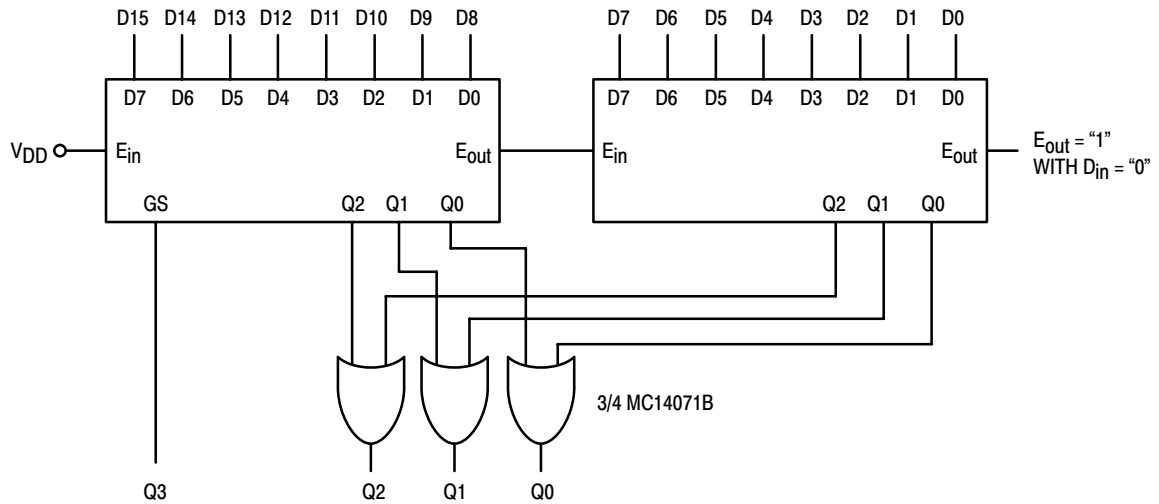 D15 D14 D13 D12 D11 D10 D9 D8 D7 D6 D5 D4 D3 D2 D1 D0
D7 D6 D5 D4 D3 D2 D1 D0 D7 D6 D5 D4 D3 D2 D1 D0
VDD Ein Eout Ein Eout Eout = “1”
WITH Din = “0”
GS Q2 Q1 Q0 Q2 Q1 Q0
3/4 MC14071B
Q3 Q2 Q1 Q0